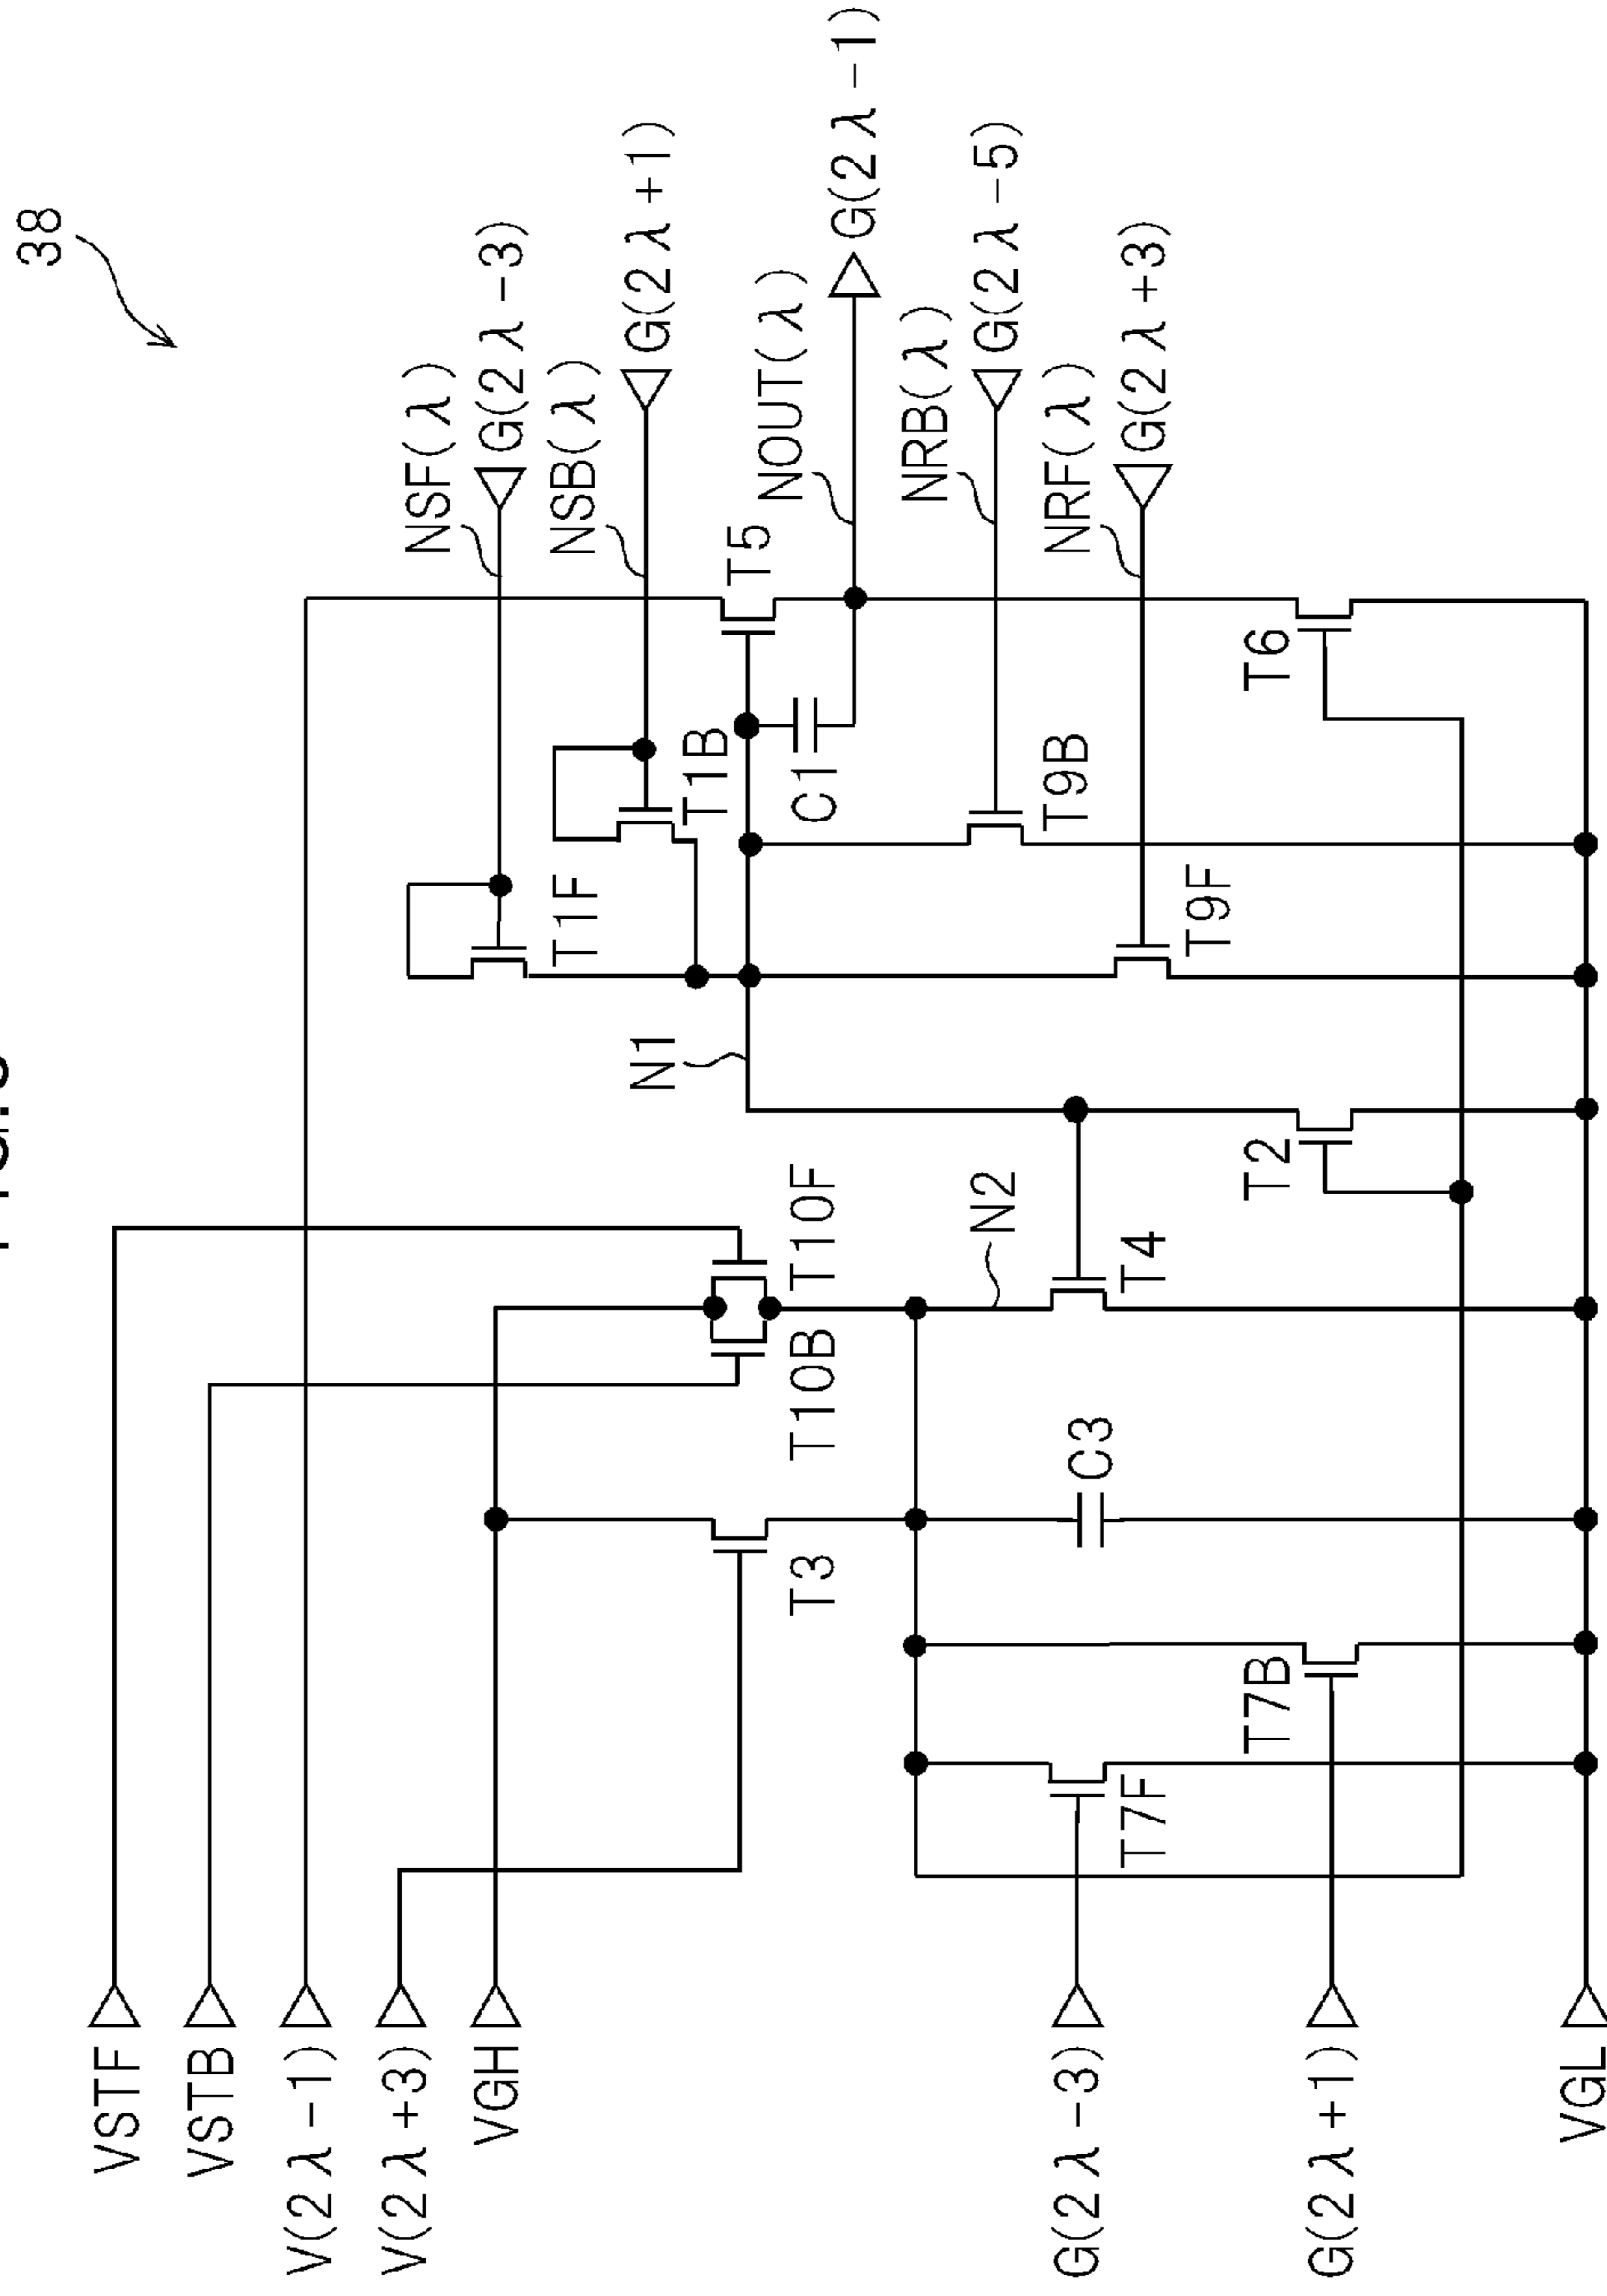 38
VSTF
VSTB
V(2λ-1)
V(2λ+3)
NSF(λ)
VGH
G(2λ-3)
T1F
NSB(λ)
N1
G(2λ+1)
T1B
T5
NOUT(λ)
T3
T10B
T10F
C1
G(2λ-1)
NRB(λ)
N2
G(2λ-5)
T9B
NRF(λ)
G(2λ-3)
C3
T7F
T4
G(2λ+3)
T9F
T7B
T2
T6
G(2λ+1)
VGL